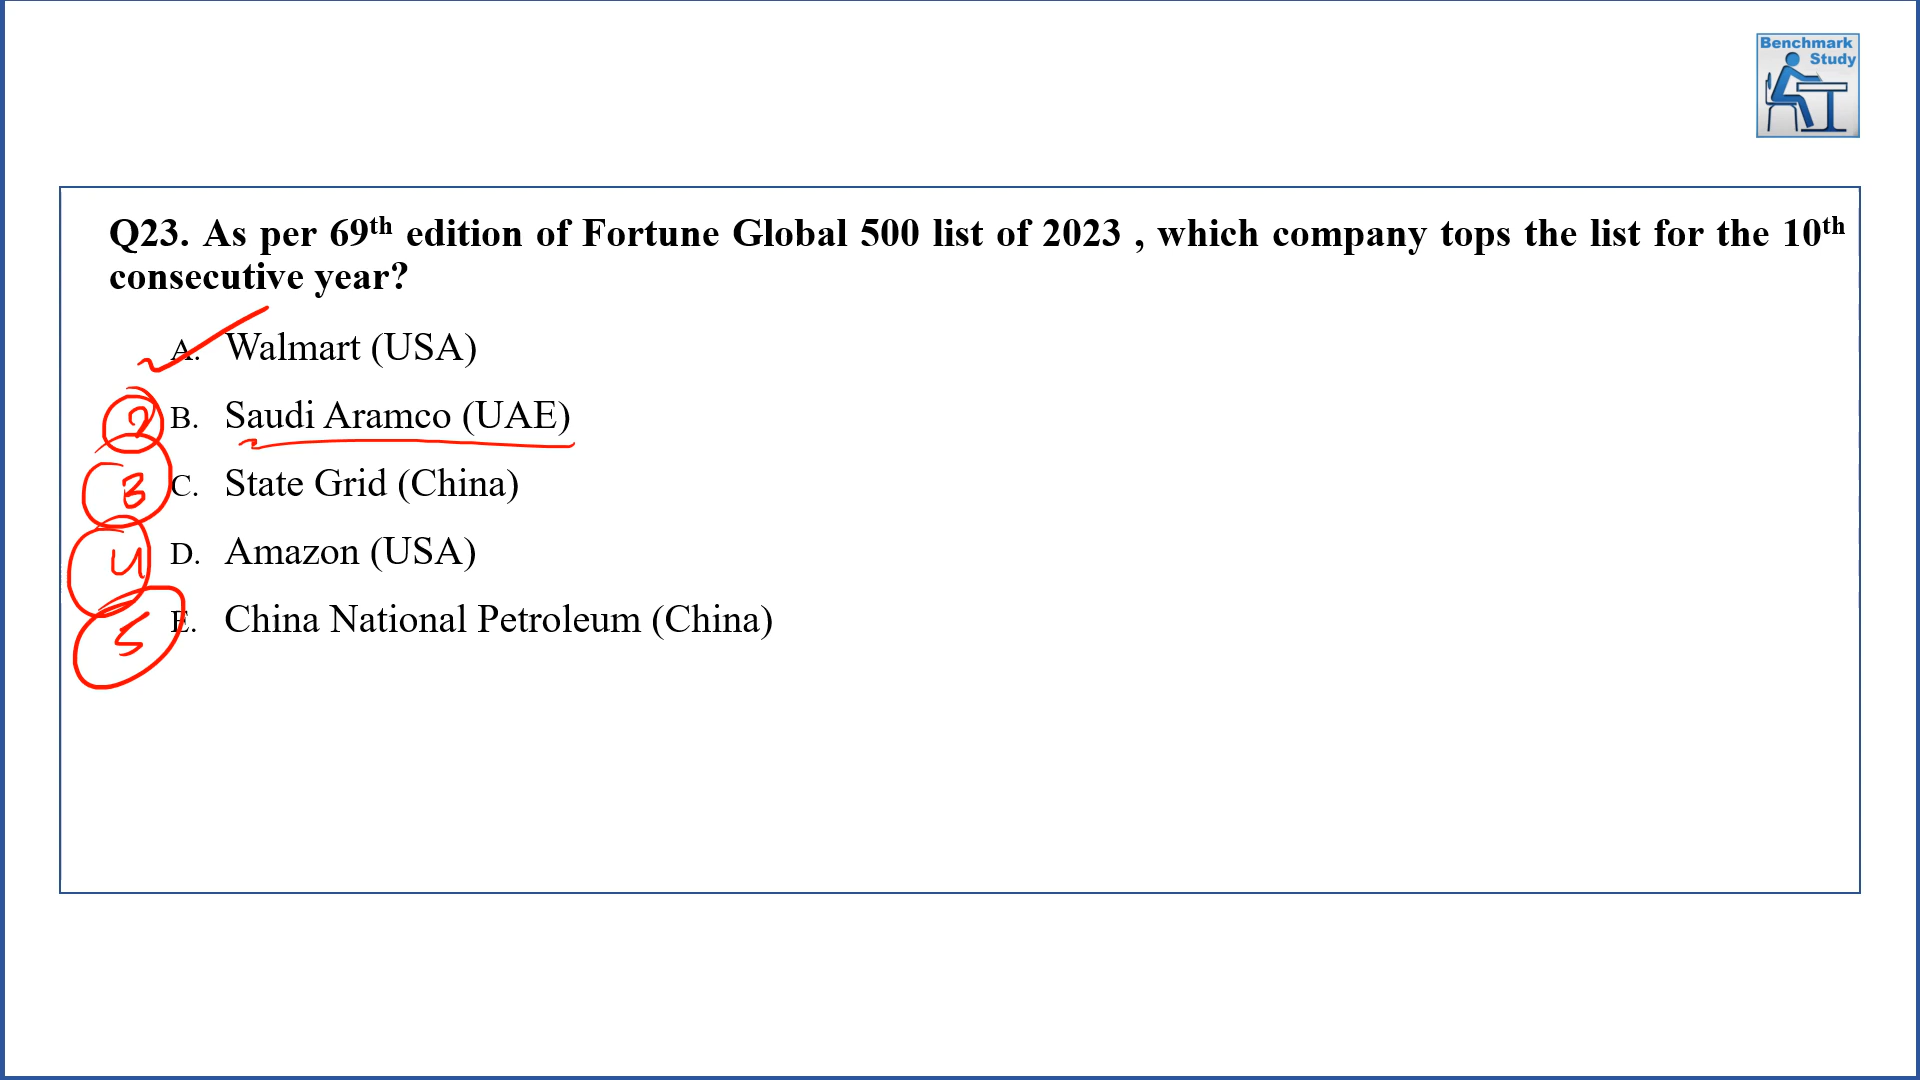 Benchmark
Study
Q23. As per 69th edition of Fortune Global 500 list of 2023 , which company tops the list for the 10th
consecutive year?
A. Walmart (USA)
2 B. Saudi Aramco (UAE)
3 C. State Grid (China)
4 D. Amazon (USA)
5 E. China National Petroleum (China)